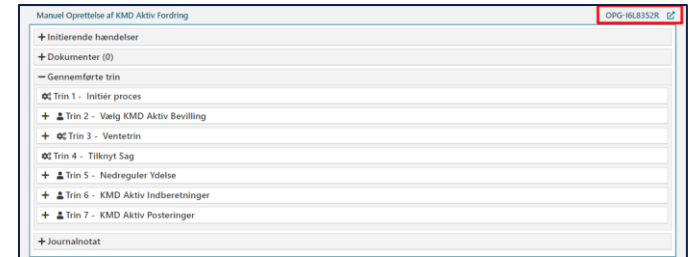 Manuel Oprettelse af KMD Aktiv Fordring OPG-I6L8352R
+ Initierende hændelser
+ Dokumenter (0)
− Gennemførte trin
Trin 1 - Initiér proces
+ Trin 2 - Vælg KMD Aktiv Bevilling
+ Trin 3 - Ventetrin
Trin 4 - Tilknyt Sag
+ Trin 5 - Nedreguler Ydelse
+ Trin 6 - KMD Aktiv Indberetninger
+ Trin 7 - KMD Aktiv Posteringer
+ Journalnotat